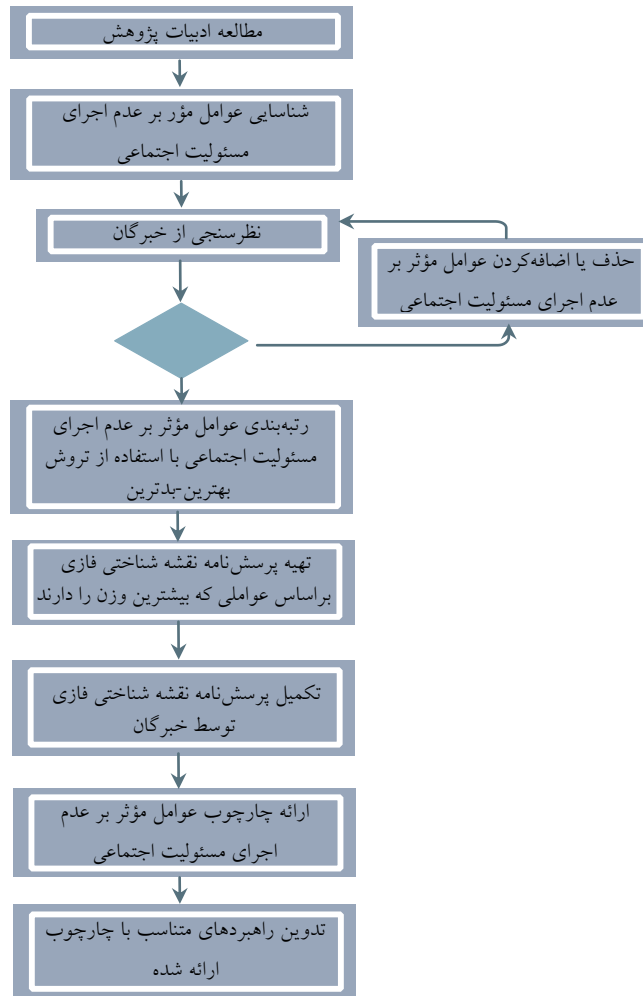 مطالعه ادبیات پژوهش
شناسایی عوامل مؤر بر عدم اجرای
مسئولیت اجتماعی
نظرسنجی از خبرگان
حذف یا اضافه‌کردن عوامل مؤثر بر
عدم اجرای مسئولیت اجتماعی
رتبه‌بندی عوامل مؤثر بر عدم اجرای
مسئولیت اجتماعی با استفاده از تروش
بهترین-بدترین
تهیه پرسش‌نامه نقشه شناختی فازی
براساس عواملی که بیشترین وزن را دارند
تکمیل پرسش‌نامه نقشه شناختی فازی
توسط خبرگان
ارائه چارچوب عوامل مؤثر بر عدم
اجرای مسئولیت اجتماعی
تدوین راهبردهای متناسب با چارچوب
ارائه شده